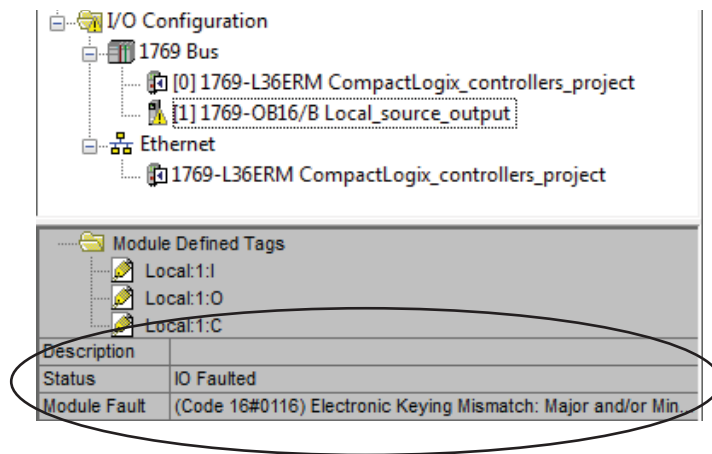 I/O Configuration
1769 Bus
[0] 1769-L36ERM CompactLogix_controllers_project
[1] 1769-OB16/B Local_source_output
Ethernet
1769-L36ERM CompactLogix_controllers_project
Module Defined Tags
Local:1:I
Local:1:O
Local:1:C
Description
Status IO Faulted
Module Fault (Code 16#0116) Electronic Keying Mismatch: Major and/or Min...